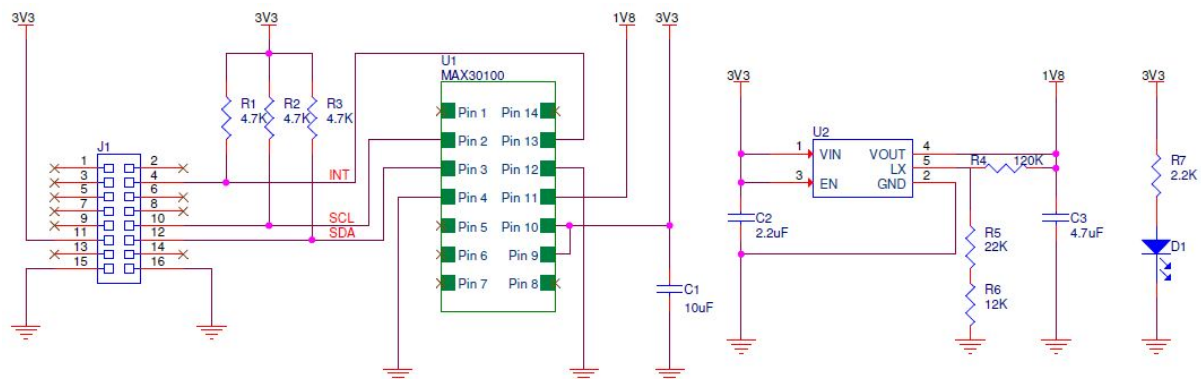 3V3
3V3
1V8
3V3
U1
MAX30100
R1
4.7K
R2
4.7K
R3
4.7K
Pin 1
Pin 14
Pin 2
Pin 13
Pin 3
Pin 12
Pin 4
Pin 11
Pin 5
Pin 10
Pin 6
Pin 9
Pin 7
Pin 8
J1
1
2
3
4
5
6
7
8
9
10
11
12
13
14
15
16
INT
SCL
SDA
C1
10uF
3V3
1V8
3V3
U2
1
VIN
VOUT
4
LX
5
3
EN
GND
2
R4
120K
R7
2.2K
C2
2.2uF
R5
22K
R6
12K
C3
4.7uF
D1